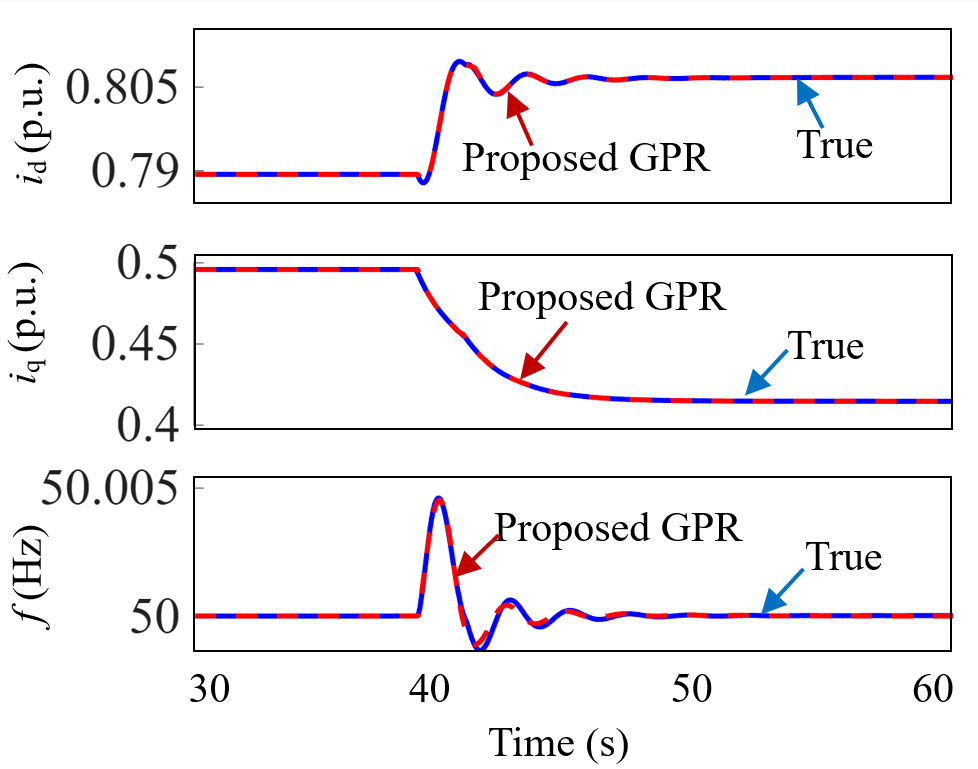 i_d (p.u.)
0.805
0.79
Proposed GPR
True
i_q (p.u.)
0.5
0.45
0.4
Proposed GPR
True
f (Hz)
50.005
50
Proposed GPR
True
30 40 50 60
Time (s)